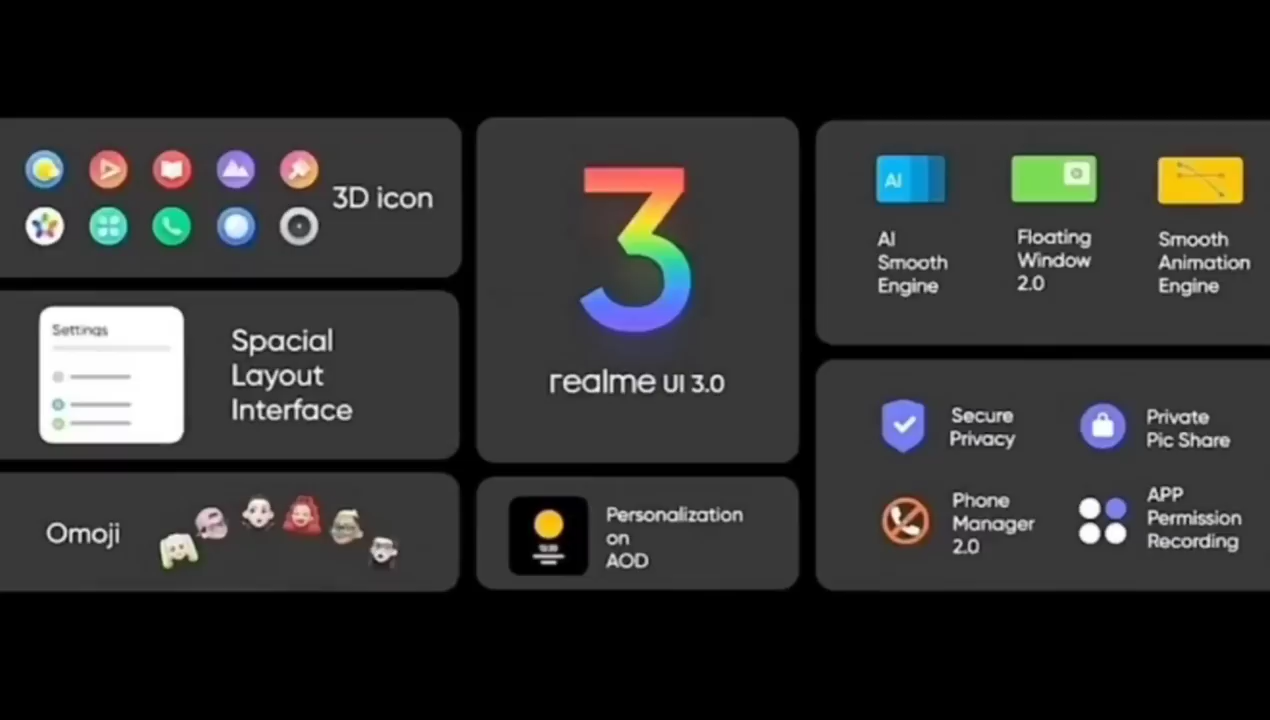 3D icon
Settings
Spacial
Layout
Interface
Omoji
3
realme UI 3.0
Personalization
on
AOD
AI
AI
Smooth
Engine
Floating
Window
2.0
Smooth
Animation
Engine
Secure
Privacy
Private
Pic Share
Phone
Manager
2.0
APP
Permission
Recording